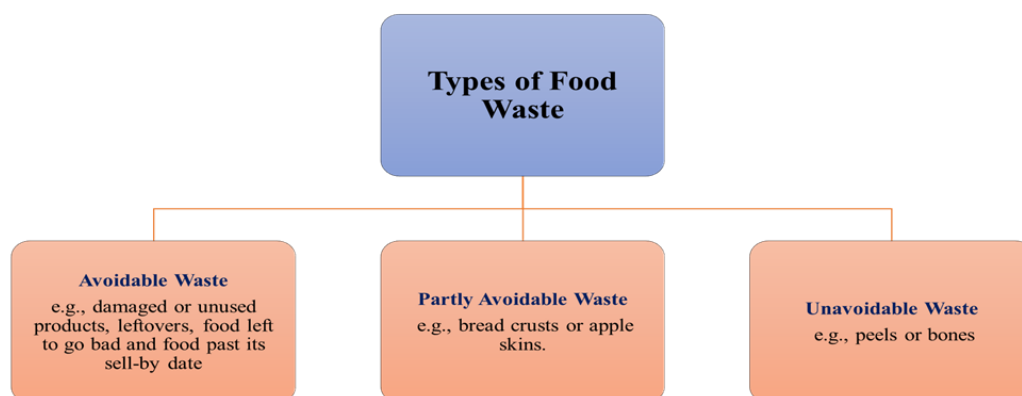 Types of Food
Waste
Avoidable Waste
e.g., damaged or unused
products, leftovers, food left
to go bad and food past its
sell-by date
Partly Avoidable Waste
e.g., bread crusts or apple
skins.
Unavoidable Waste
e.g., peels or bones